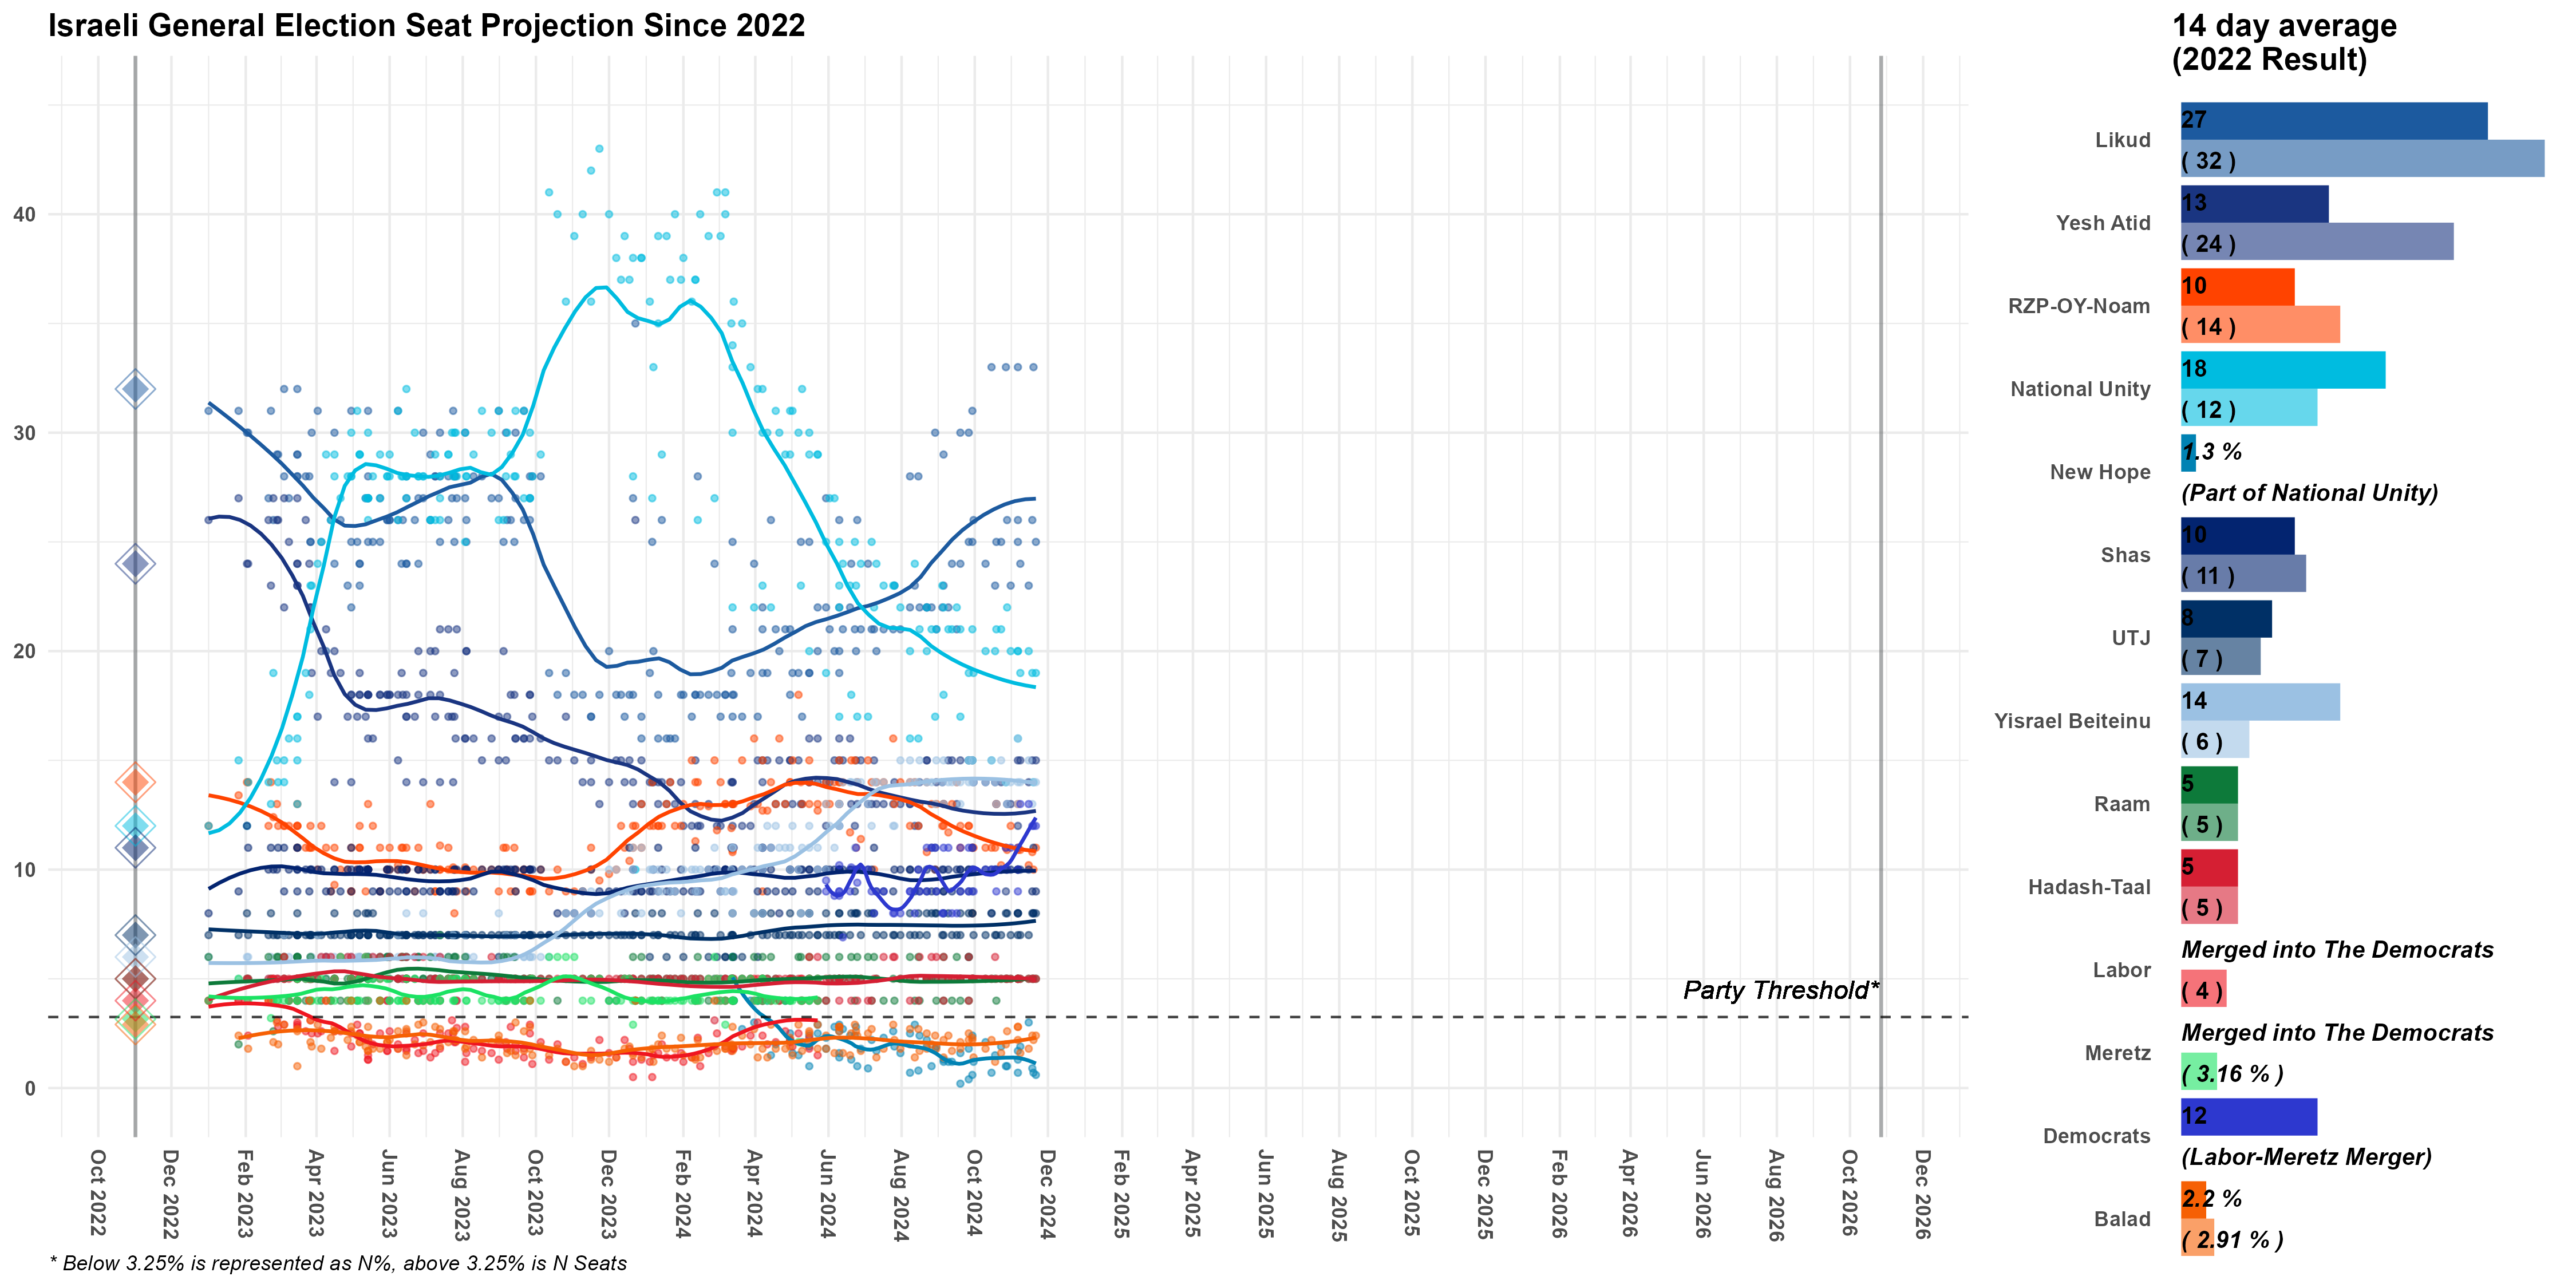 Israeli General Election Seat Projection Since 2022
14 day average
(2022 Result)
40
30
20
10
0
Party Threshold*
Oct 2022
Dec 2022
Feb 2023
Apr 2023
Jun 2023
Aug 2023
Oct 2023
Dec 2023
Feb 2024
Apr 2024
Jun 2024
Aug 2024
Oct 2024
Dec 2024
Feb 2025
Apr 2025
Jun 2025
Aug 2025
Oct 2025
Dec 2025
Feb 2026
Apr 2026
Jun 2026
Aug 2026
Oct 2026
Dec 2026
* Below 3.25% is represented as N%, above 3.25% is N Seats
Likud
27
( 32 )
Yesh Atid
13
( 24 )
RZP-OY-Noam
10
( 14 )
National Unity
18
( 12 )
New Hope
1.3 %
(Part of National Unity)
Shas
10
( 11 )
UTJ
8
( 7 )
Yisrael Beiteinu
14
( 6 )
Raam
5
( 5 )
Hadash-Taal
5
( 5 )
Labor
Merged into The Democrats
( 4 )
Meretz
Merged into The Democrats
( 3.16 % )
Democrats
12
(Labor-Meretz Merger)
Balad
2.2 %
( 2.91 % )